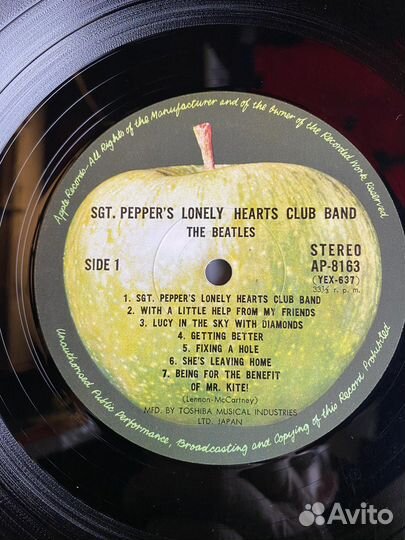 Apple Records-All Rights of the Manufacturer and of the Owner of the Recorded Work Reserved
SGT. PEPPER'S LONELY HEARTS CLUB BAND
THE BEATLES
SIDE 1
STEREO
AP-8163
(YEX-637)
33⅓ r. p. m.
1. SGT. PEPPER'S LONELY HEARTS CLUB BAND
2. WITH A LITTLE HELP FROM MY FRIENDS
3. LUCY IN THE SKY WITH DIAMONDS
4. GETTING BETTER
5. FIXING A HOLE
6. SHE'S LEAVING HOME
7. BEING FOR THE BENEFIT
OF MR. KITE!
(Lennon-McCartney)
MFD. BY TOSHIBA MUSICAL INDUSTRIES
LTD. JAPAN
Unauthorised Public Performance, Broadcasting and Copying of this Record Prohibited
Avito